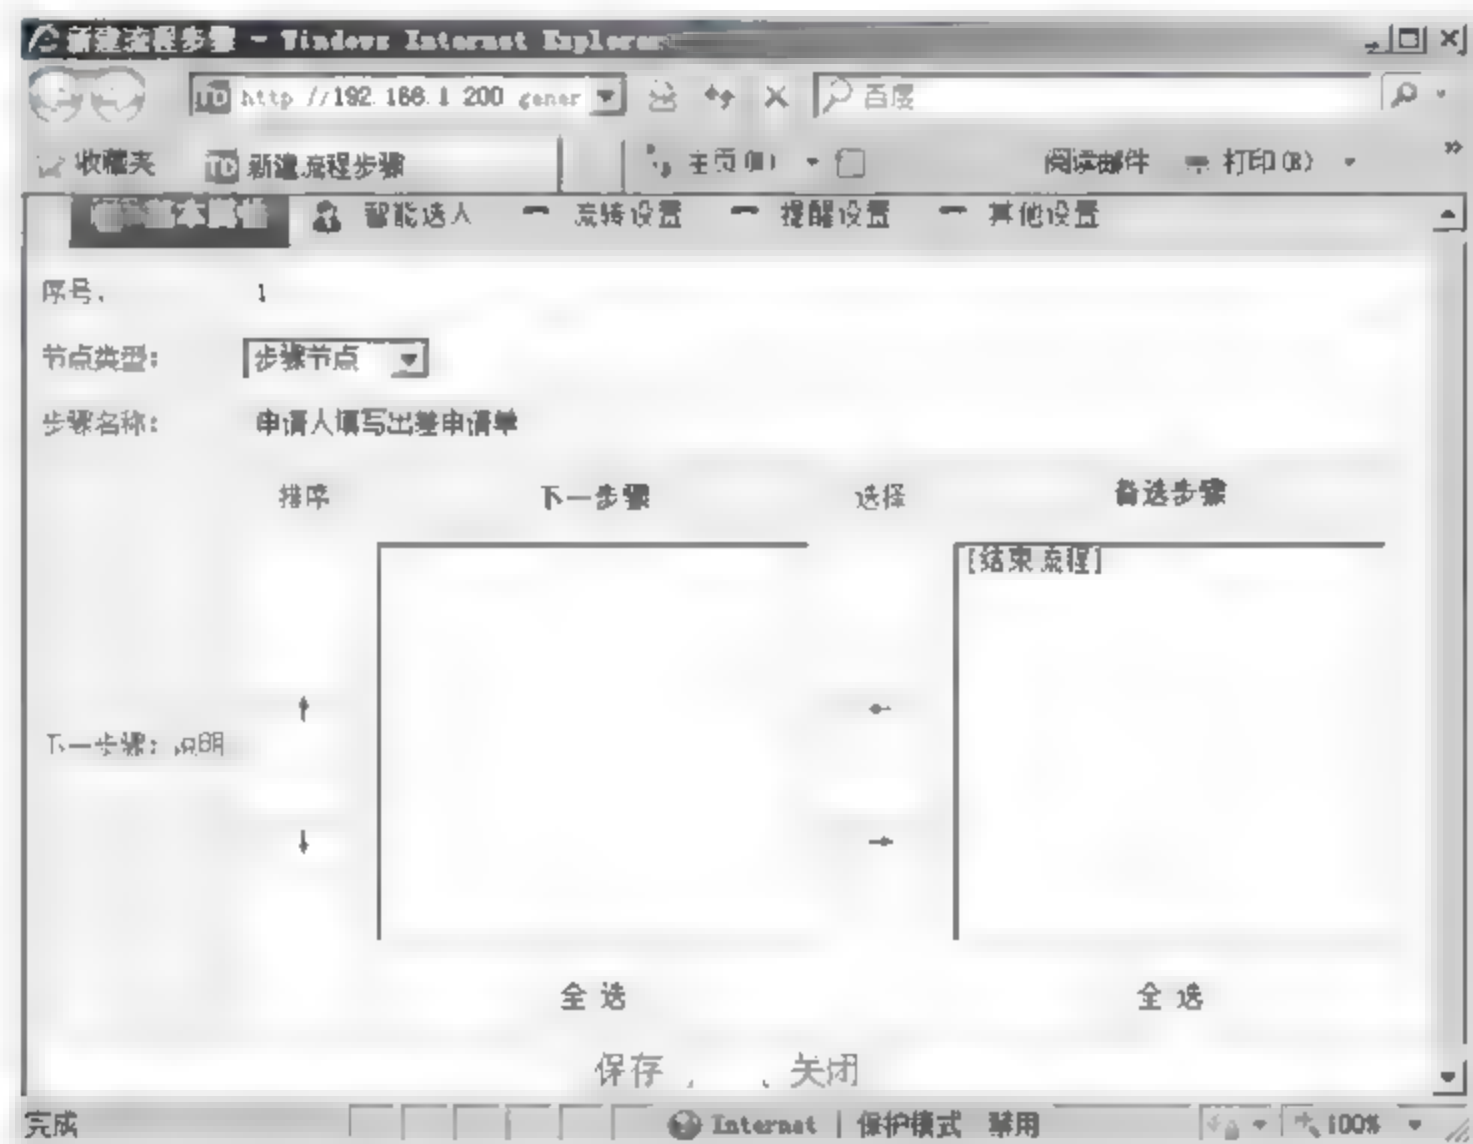 新建流程步骤 - Windows Internet Explorer
http //192.168.1 200 gener 百度
收藏夹 新建流程步骤 主页(M) 阅读邮件 打印(R) »
智能选人 流转设置 提醒设置 其他设置
序号: 1
节点类型: 步骤节点
步骤名称: 申请人填写出差申请单
排序 下一步骤 选择 备选步骤
[结束流程]
下一步骤: 说明
全选 全选
保存 关闭
完成 Internet | 保护模式 禁用 100%